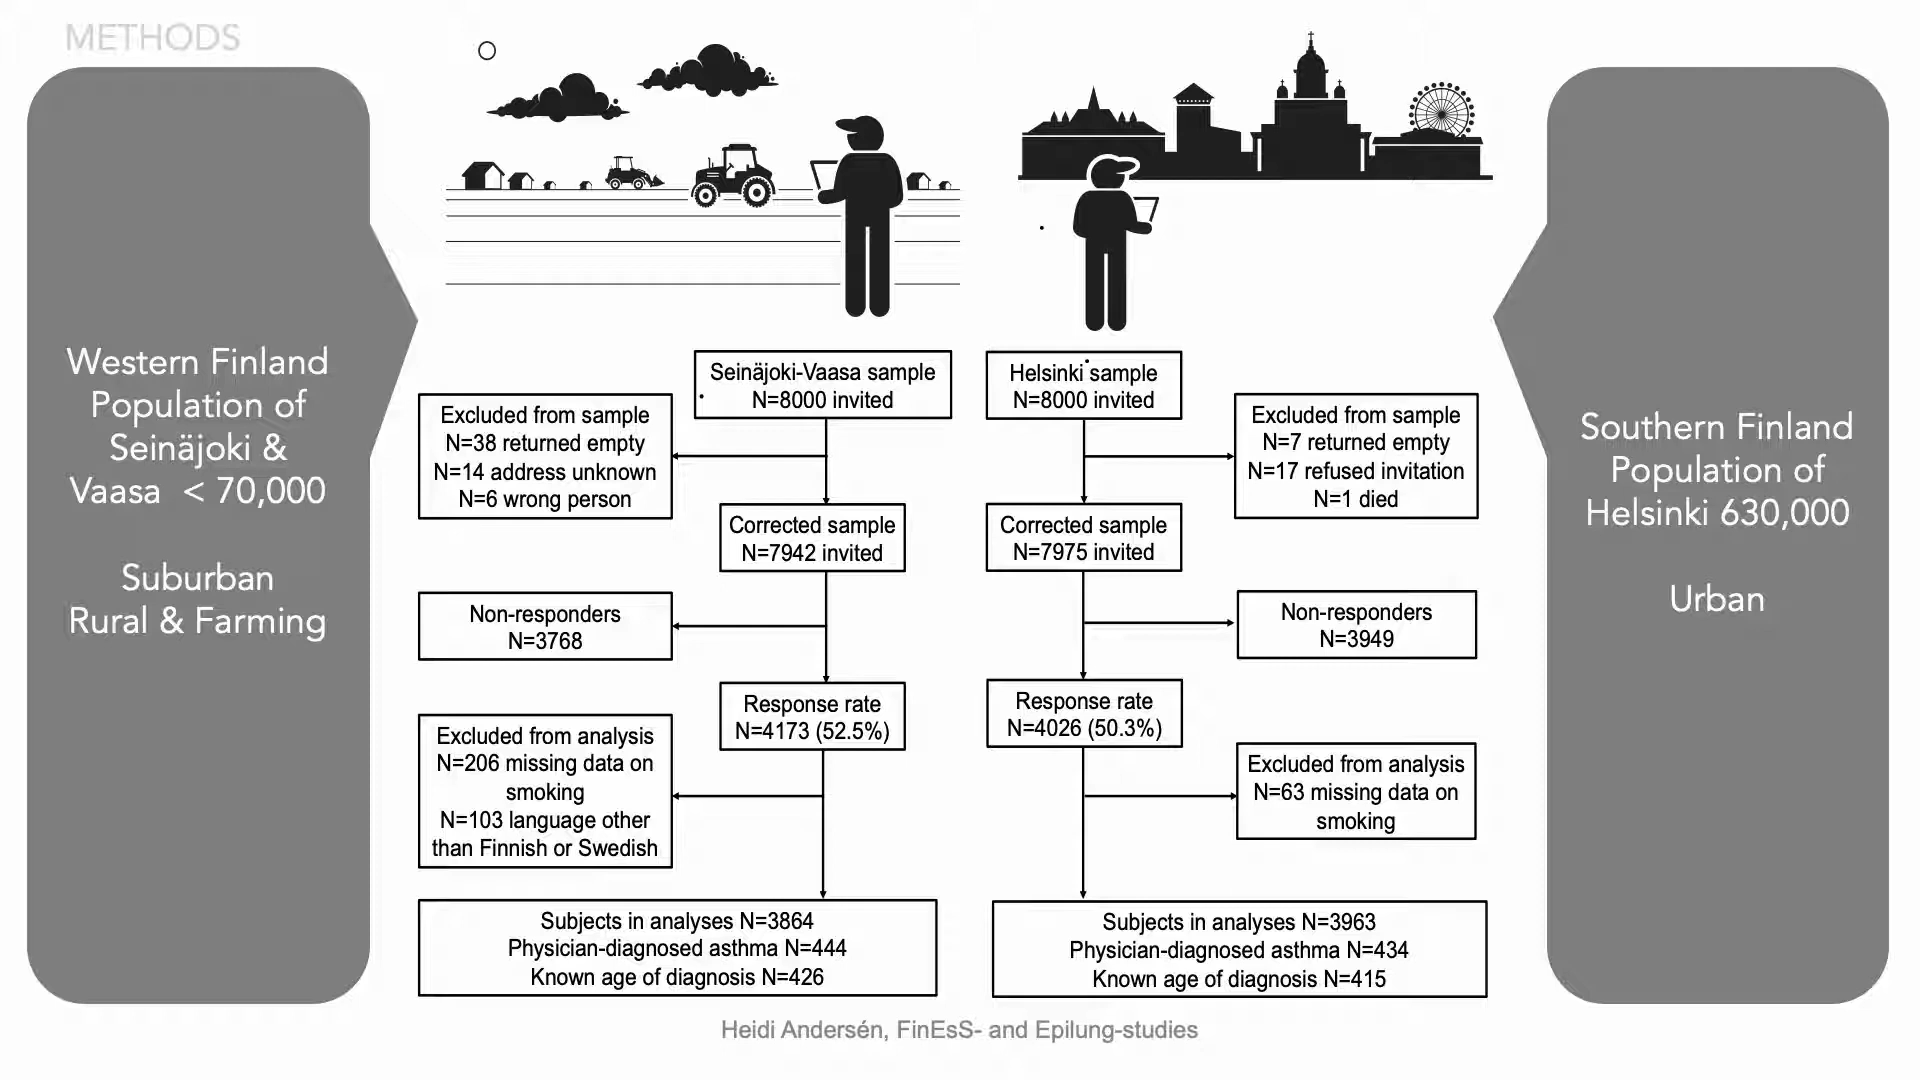 METHODS
Western Finland
Population of
Seinäjoki &
Vaasa < 70,000
Suburban
Rural & Farming
Seinäjoki-Vaasa sample
N=8000 invited
Excluded from sample
N=38 returned empty
N=14 address unknown
N=6 wrong person
Corrected sample
N=7942 invited
Non-responders
N=3768
Response rate
N=4173 (52.5%)
Excluded from analysis
N=206 missing data on
smoking
N=103 language other
than Finnish or Swedish
Subjects in analyses N=3864
Physician-diagnosed asthma N=444
Known age of diagnosis N=426
Helsinki sample
N=8000 invited
Excluded from sample
N=7 returned empty
N=17 refused invitation
N=1 died
Corrected sample
N=7975 invited
Non-responders
N=3949
Response rate
N=4026 (50.3%)
Excluded from analysis
N=63 missing data on
smoking
Subjects in analyses N=3963
Physician-diagnosed asthma N=434
Known age of diagnosis N=415
Southern Finland
Population of
Helsinki 630,000
Urban
Heidi Andersén, FinEsS- and Epilung-studies